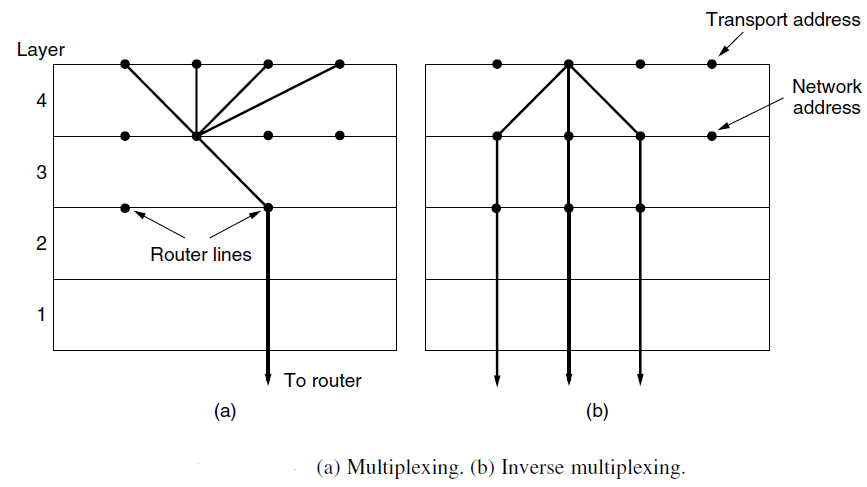 Transport address
Layer
Network
address
4
3
2
1
Router lines
To router
(a)
(b)
(a) Multiplexing. (b) Inverse multiplexing.